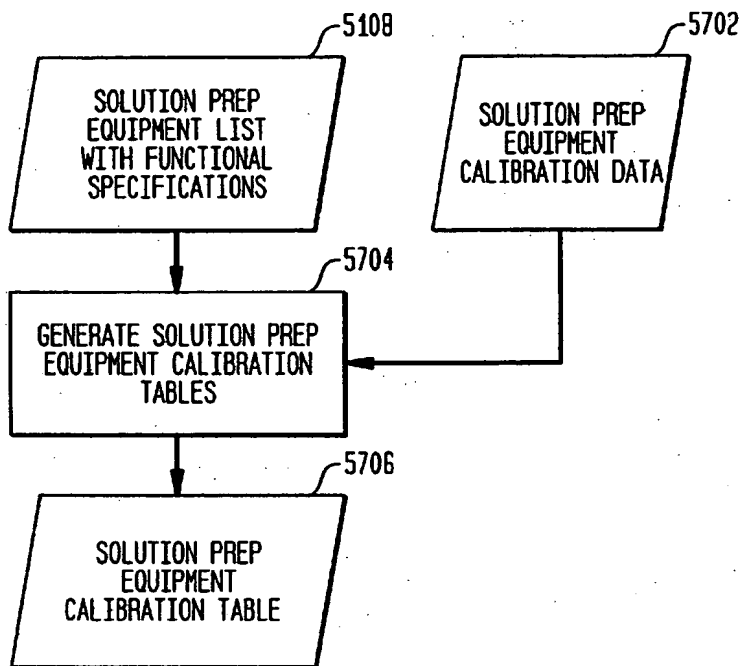 5108
SOLUTION PREP
EQUIPMENT LIST
WITH FUNCTIONAL
SPECIFICATIONS
5702
SOLUTION PREP
EQUIPMENT
CALIBRATION DATA
5704
GENERATE SOLUTION PREP
EQUIPMENT CALIBRATION
TABLES
5706
SOLUTION PREP
EQUIPMENT
CALIBRATION TABLE